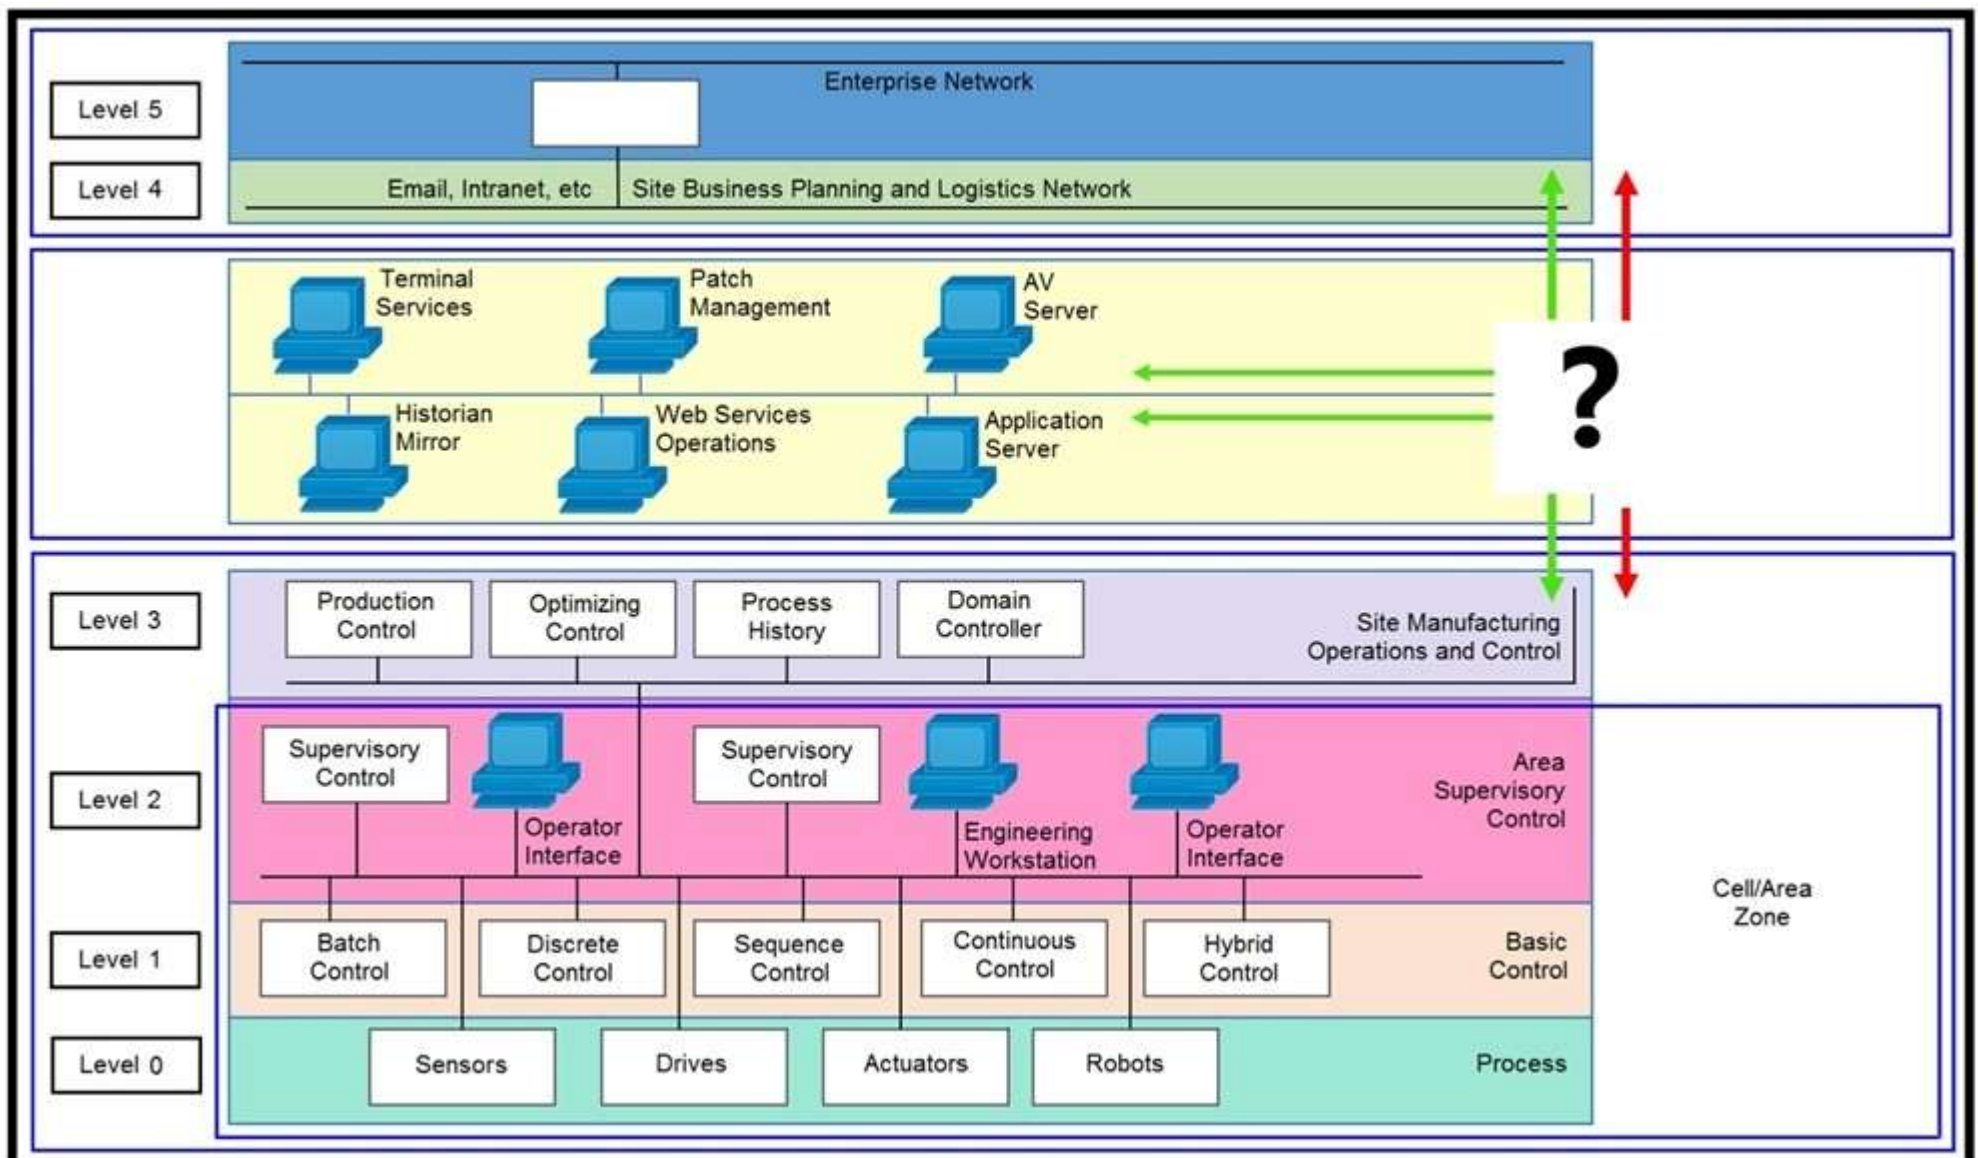 Level 5
Enterprise Network
Level 4
Email, Intranet, etc
Site Business Planning and Logistics Network
Terminal
Services
Patch
Management
AV
Server
Historian
Mirror
Web Services
Operations
Application
Server
?
Level 3
Production
Control
Optimizing
Control
Process
History
Domain
Controller
Site Manufacturing
Operations and Control
Level 2
Supervisory
Control
Operator
Interface
Supervisory
Control
Engineering
Workstation
Operator
Interface
Area
Supervisory
Control
Cell/Area
Zone
Level 1
Batch
Control
Discrete
Control
Sequence
Control
Continuous
Control
Hybrid
Control
Basic
Control
Level 0
Sensors
Drives
Actuators
Robots
Process